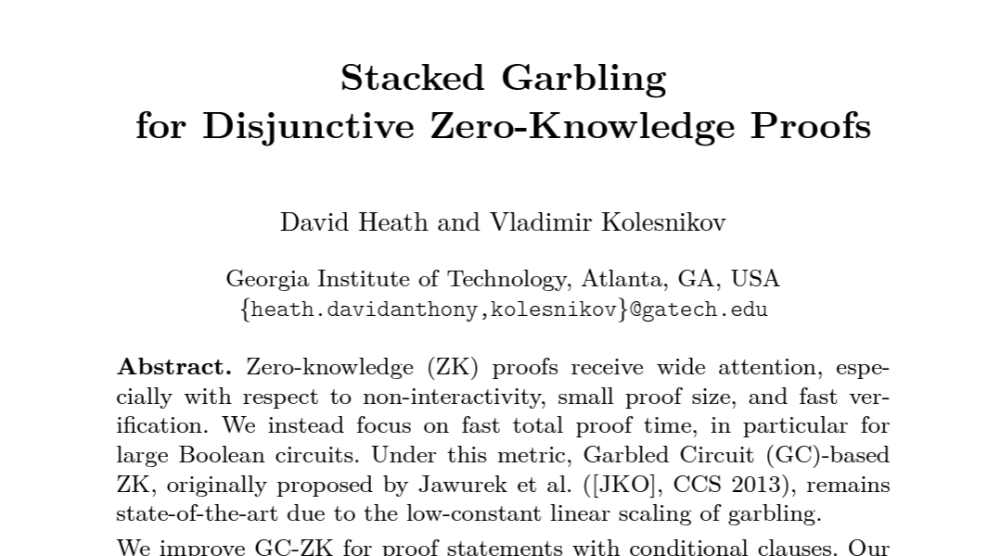 Stacked Garbling
for Disjunctive Zero-Knowledge Proofs
David Heath and Vladimir Kolesnikov
Georgia Institute of Technology, Atlanta, GA, USA
{heath.davidanthony,kolesnikov}@gatech.edu
Abstract. Zero-knowledge (ZK) proofs receive wide attention, espe-
cially with respect to non-interactivity, small proof size, and fast ver-
ification. We instead focus on fast total proof time, in particular for
large Boolean circuits. Under this metric, Garbled Circuit (GC)-based
ZK, originally proposed by Jawurek et al. ([JKO], CCS 2013), remains
state-of-the-art due to the low-constant linear scaling of garbling.
We improve GC-ZK for proof statements with conditional clauses. Our